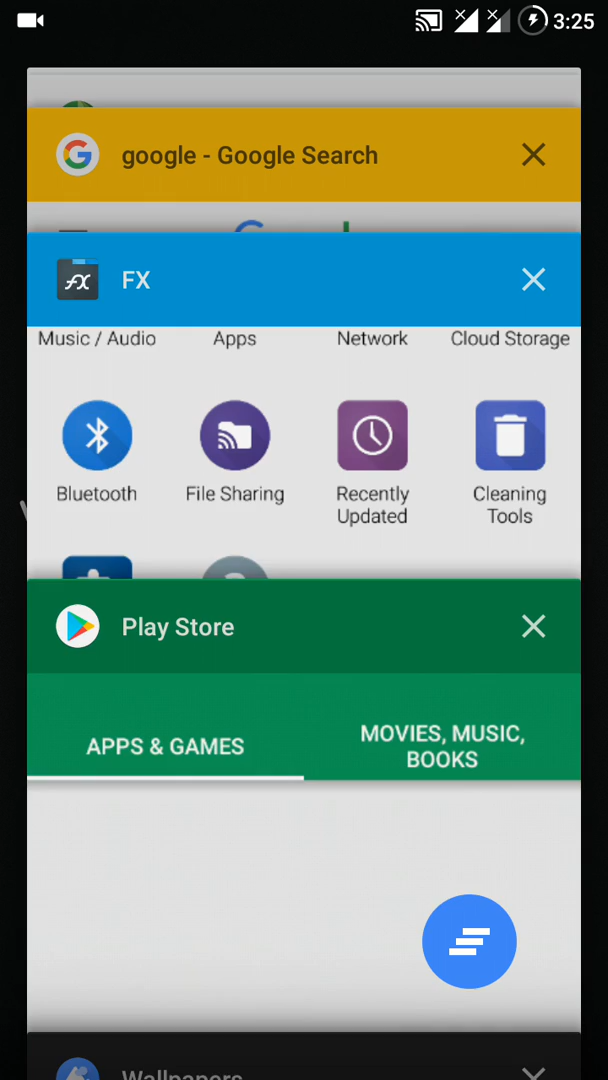 3:25
google - Google Search
FX
FX
Music / Audio Apps Network Cloud Storage
Bluetooth File Sharing Recently Updated Cleaning Tools
Play Store
APPS & GAMES
MOVIES, MUSIC,
BOOKS
Wallpapers